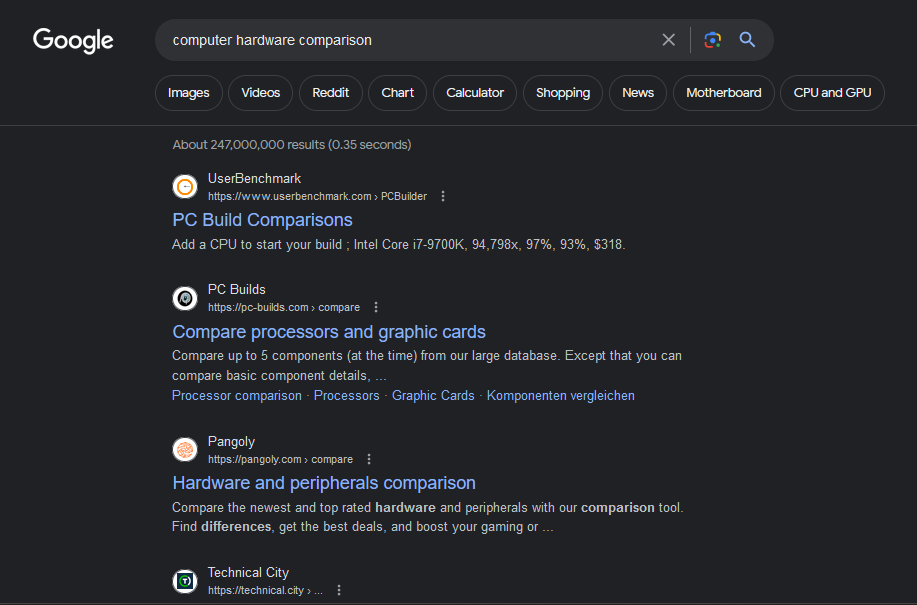 Google
computer hardware comparison
Images Videos Reddit Chart Calculator Shopping News Motherboard CPU and GPU
About 247,000,000 results (0.35 seconds)
UserBenchmark
https://www.userbenchmark.com › PCBuilder
PC Build Comparisons
Add a CPU to start your build ; Intel Core i7-9700K, 94,798x, 97%, 93%, $318.
PC Builds
https://pc-builds.com › compare
Compare processors and graphic cards
Compare up to 5 components (at the time) from our large database. Except that you can
compare basic component details, ...
Processor comparison · Processors · Graphic Cards · Komponenten vergleichen
Pangoly
https://pangoly.com › compare
Hardware and peripherals comparison
Compare the newest and top rated hardware and peripherals with our comparison tool.
Find differences, get the best deals, and boost your gaming or ...
Technical City
https://technical.city › ...